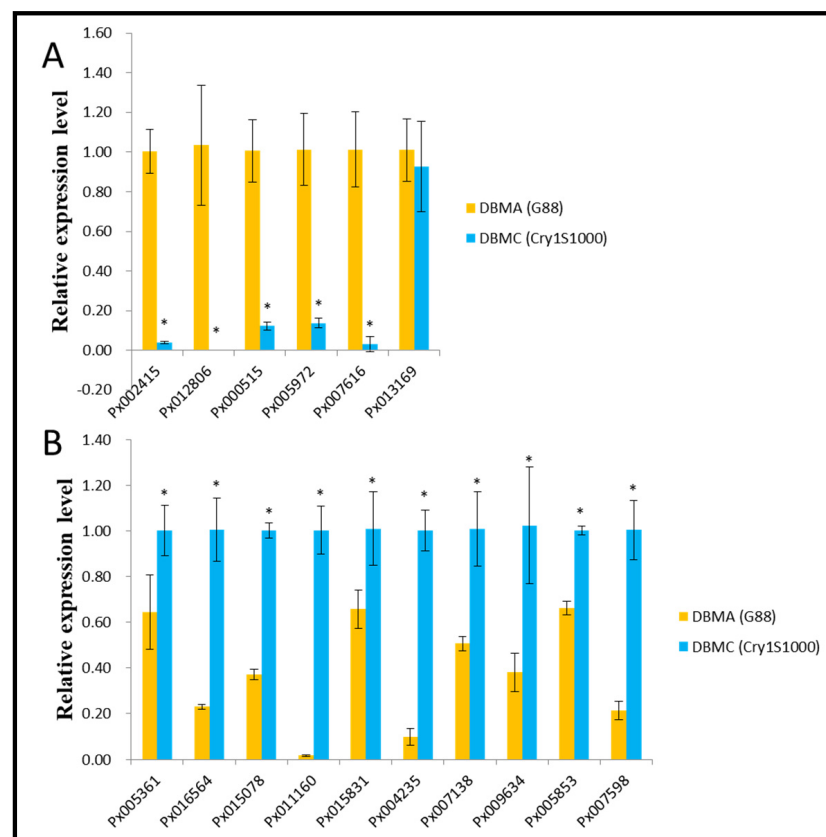 A
Relative expression level
1.60
1.40
1.20
1.00
0.80
0.60
0.40
0.20
0.00
-0.20
* * * * *
Px002415 Px012806 Px000515 Px005972 Px007616 Px013169
DBMA (G88)
DBMC (Cry1S1000)
B
Relative expression level
1.40
1.20
1.00
0.80
0.60
0.40
0.20
0.00
* * * * * * * * * *
Px005361 Px016564 Px015078 Px011160 Px015831 Px004235 Px007138 Px009634 Px005853 Px007598
DBMA (G88)
DBMC (Cry1S1000)